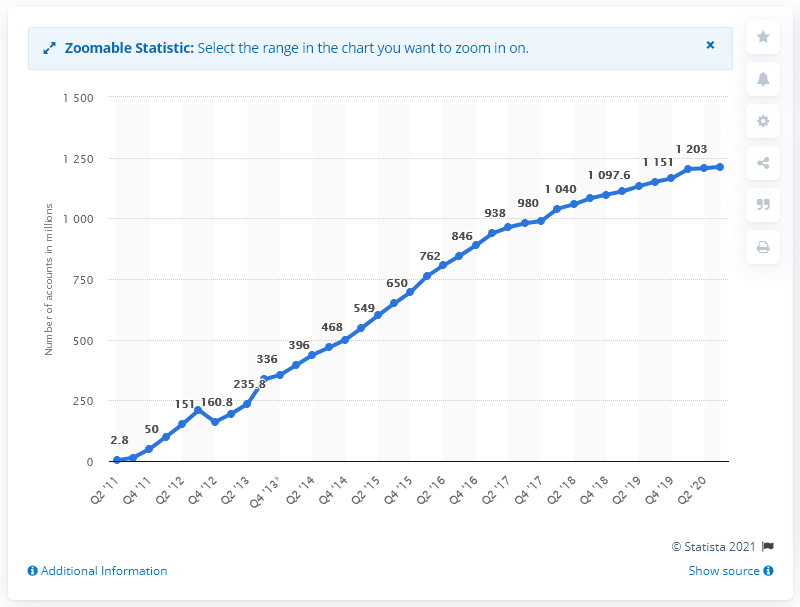 Zoomable Statistic: Select the range in the chart you want to zoom in on.
Number of accounts in millions
1 500
1 250
1 000
750
500
250
0
2.8
50
151
160.8
235.8
336
396
468
549
650
762
846
938
980
1 040
1 097.6
1 151
1 203
Q2 '11
Q4 '11
Q2 '12
Q4 '12
Q2 '13
Q4 '13*
Q2 '14
Q4 '14
Q2 '15
Q4 '15
Q2 '16
Q4 '16
Q2 '17
Q4 '17
Q2 '18
Q4 '18
Q2 '19
Q4 '19
Q2 '20
© Statista 2021
Additional Information
Show source